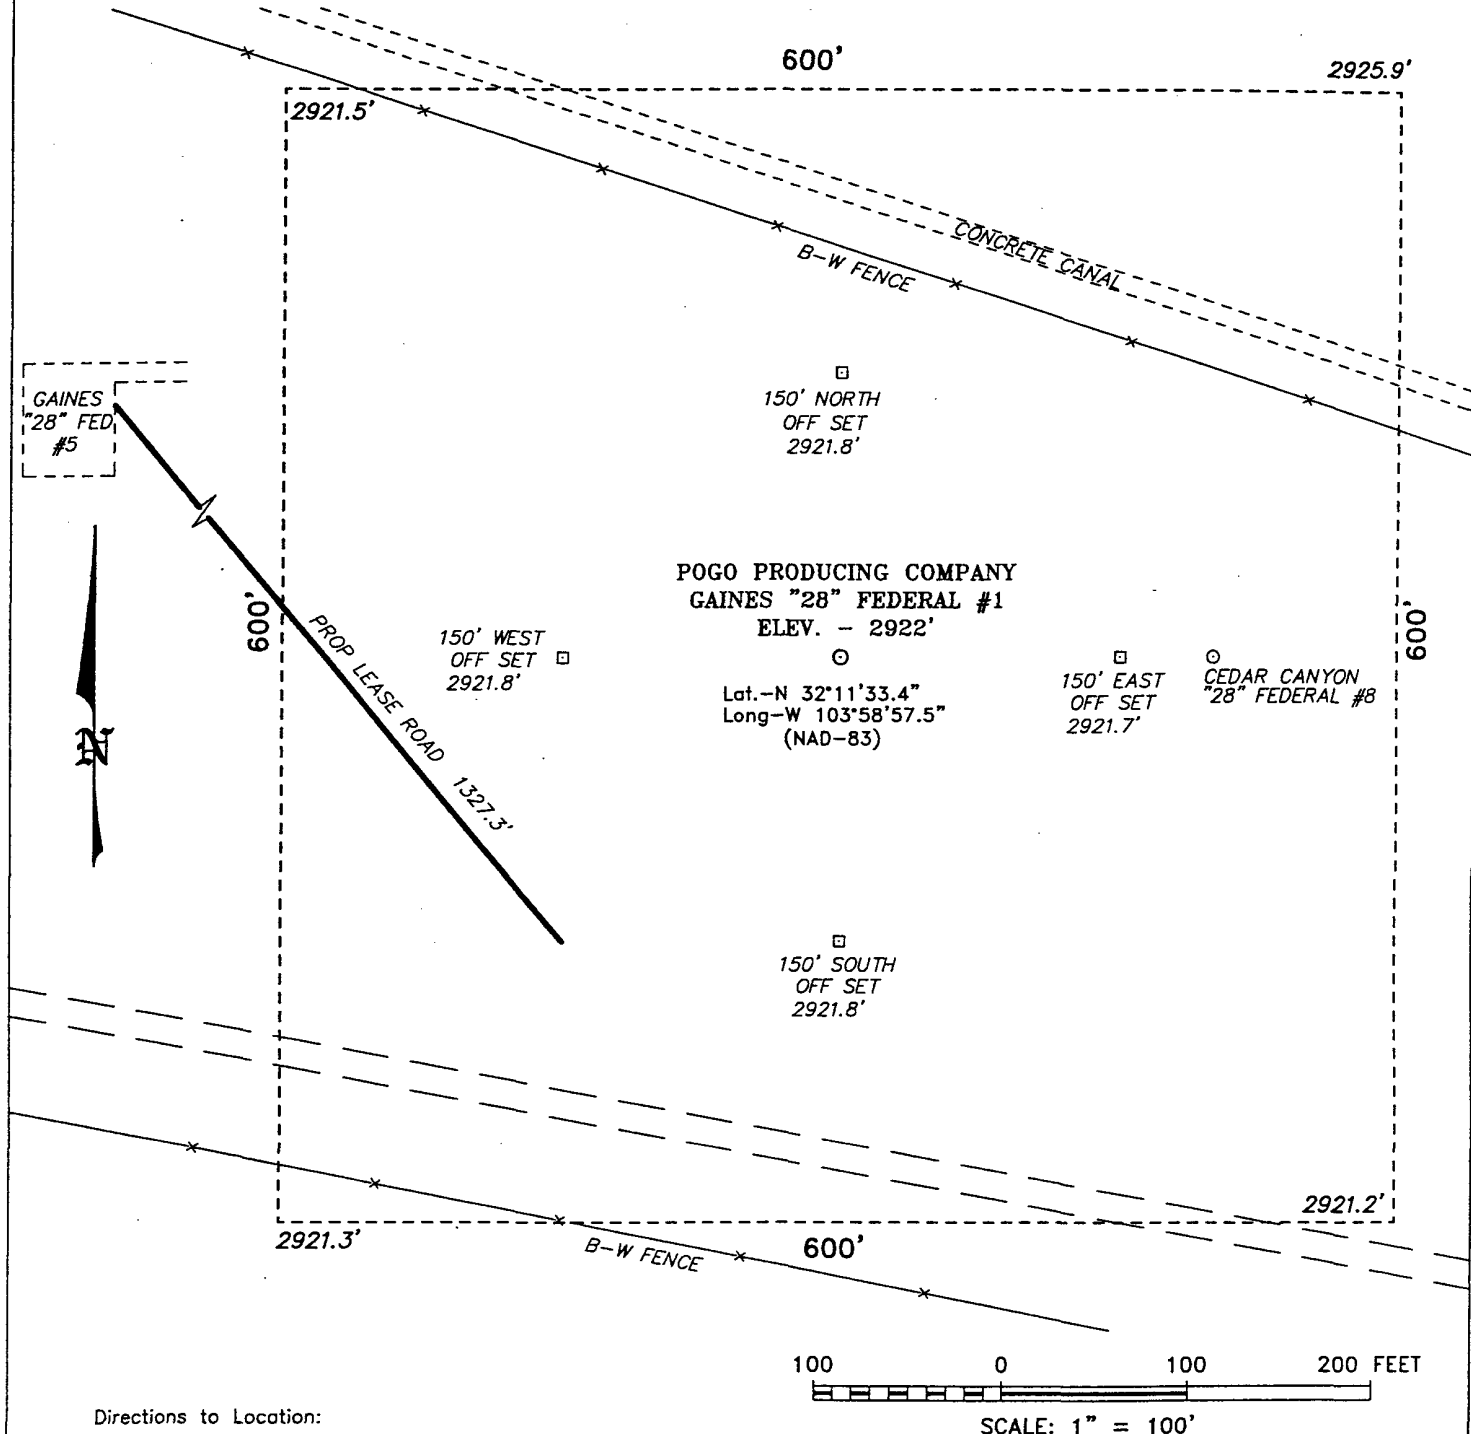 600'
2925.9'
2921.5'
CONCRETE CANAL
B-W FENCE
GAINES
"28" FED
#5
150' NORTH
OFF SET
2921.8'
POGO PRODUCING COMPANY
GAINES "28" FEDERAL #1
ELEV. - 2922'
600'
600'
PROP LEASE ROAD 1327.3'
150' WEST
OFF SET
2921.8'
Lat.-N 32°11'33.4"
Long-W 103°58'57.5"
(NAD-83)
150' EAST
OFF SET
2921.7'
CEDAR CANYON
"28" FEDERAL #8
N
150' SOUTH
OFF SET
2921.8'
2921.2'
2921.3'
B-W FENCE
600'
100 0 100 200 FEET
SCALE: 1" = 100'
Directions to Location: